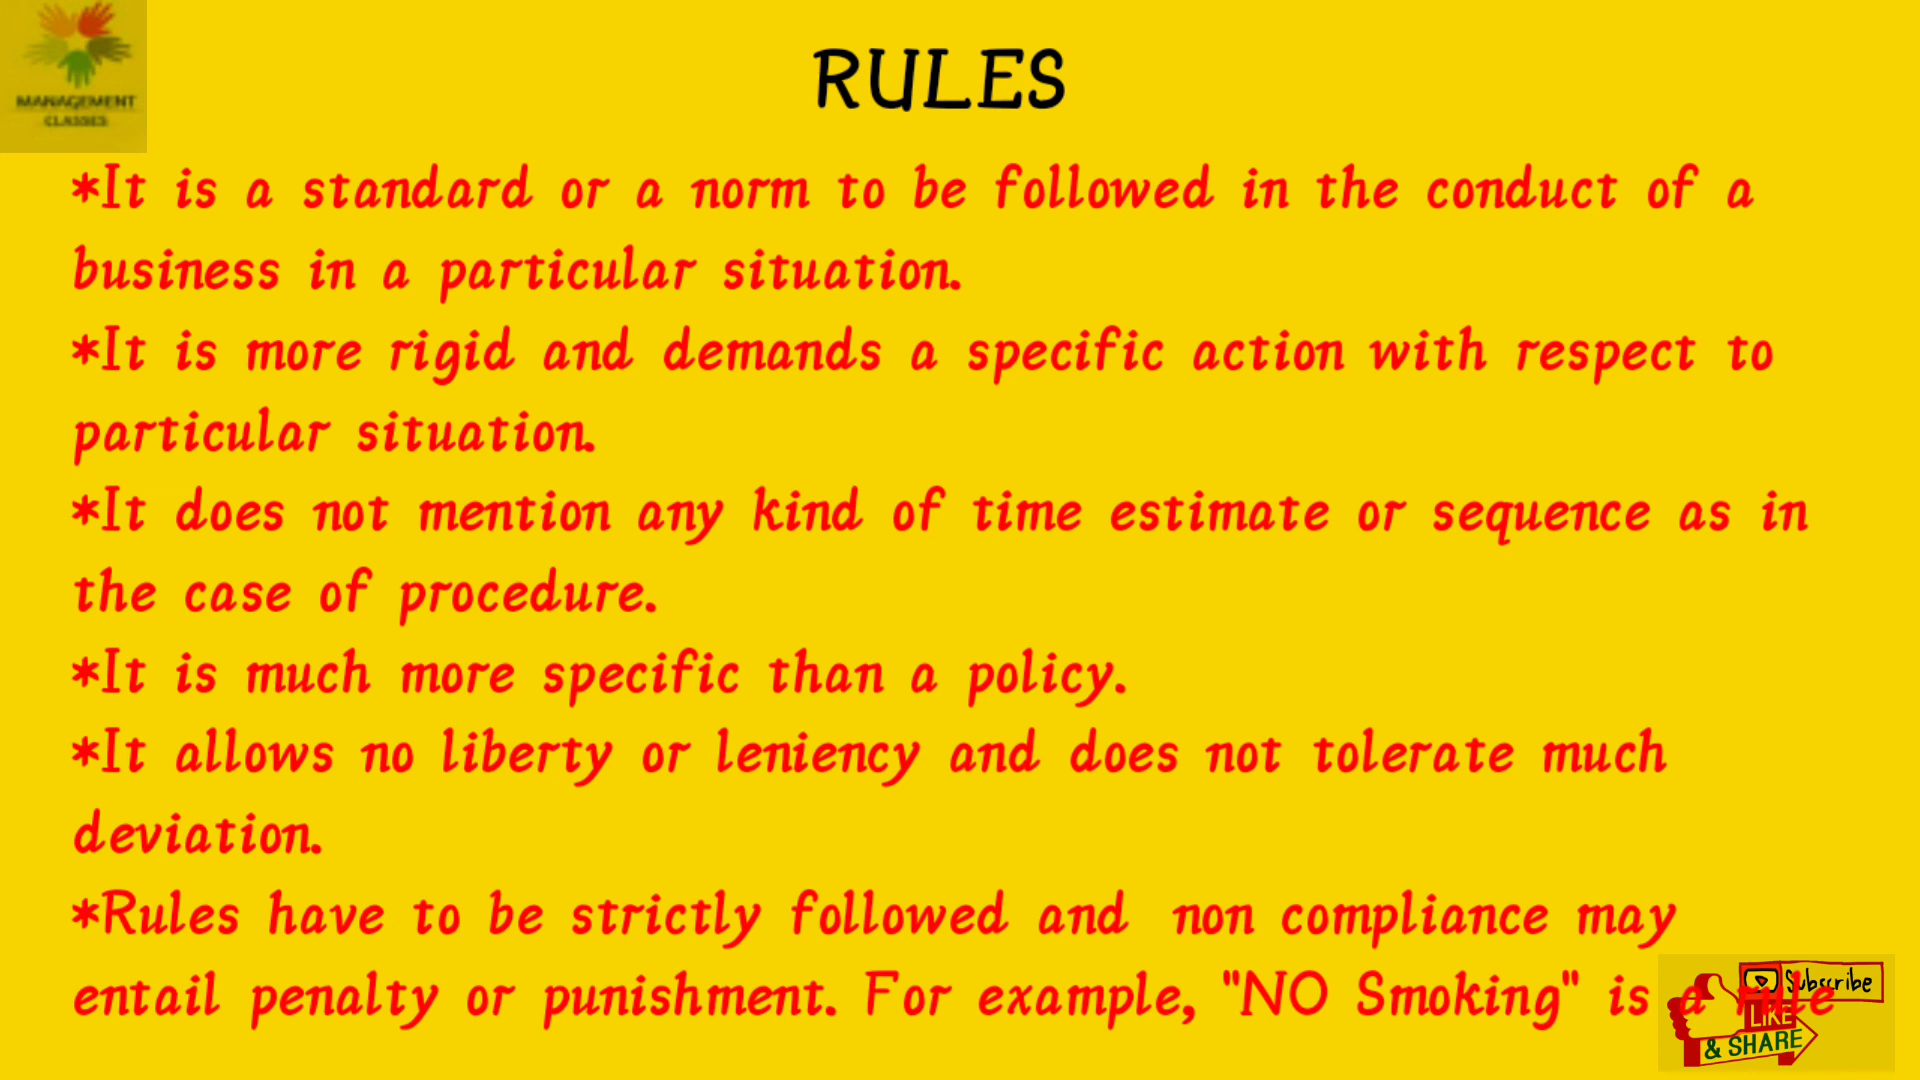 MANAGEMENT
CLASSES
RULES
*It is a standard or a norm to be followed in the conduct of a
business in a particular situation.
*It is more rigid and demands a specific action with respect to
particular situation.
*It does not mention any kind of time estimate or sequence as in
the case of procedure.
*It is much more specific than a policy.
*It allows no liberty or leniency and does not tolerate much
deviation.
*Rules have to be strictly followed and non compliance may
entail penalty or punishment. For example, "NO Smoking" is a rule
Subscribe
LIKE
& SHARE